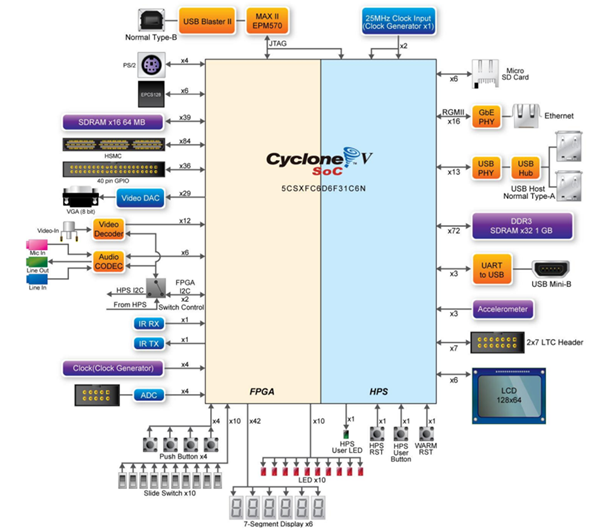 Normal Type-B
USB Blaster II
MAX II
EPM570
JTAG
25MHz Clock Input
(Clock Generator x1)
x2
PS/2
x4
EPCS128
x6
SDRAM x16 64 MB
x39
HSMC
x84
40 pin GPIO
x36
VGA (8 bit)
Video DAC
x29
Video-In
Video
Decoder
x12
Mic In
Line Out
Line In
Audio
CODEC
x6
HPS I2C
From HPS
FPGA
I2C
x2
Switch Control
IR RX
x1
IR TX
x1
Clock(Clock Generator)
x4
ADC
x4
Cyclone V
SoC
5CSXFC6D6F31C6N
FPGA
HPS
x6
Micro
SD Card
RGMII
x16
GbE
PHY
Ethernet
x13
USB
PHY
USB
Hub
USB Host
Normal Type-A
x72
DDR3
SDRAM x32 1 GB
x3
UART
to USB
USB Mini-B
x3
Accelerometer
x7
2x7 LTC Header
x6
LCD
128x64
x4
x10
x42
x10
x1
x1
x1
x1
Push Button x4
Slide Switch x10
7-Segment Display x6
LED x10
HPS
User LED
HPS
RST
HPS
User
Button
WARM
RST